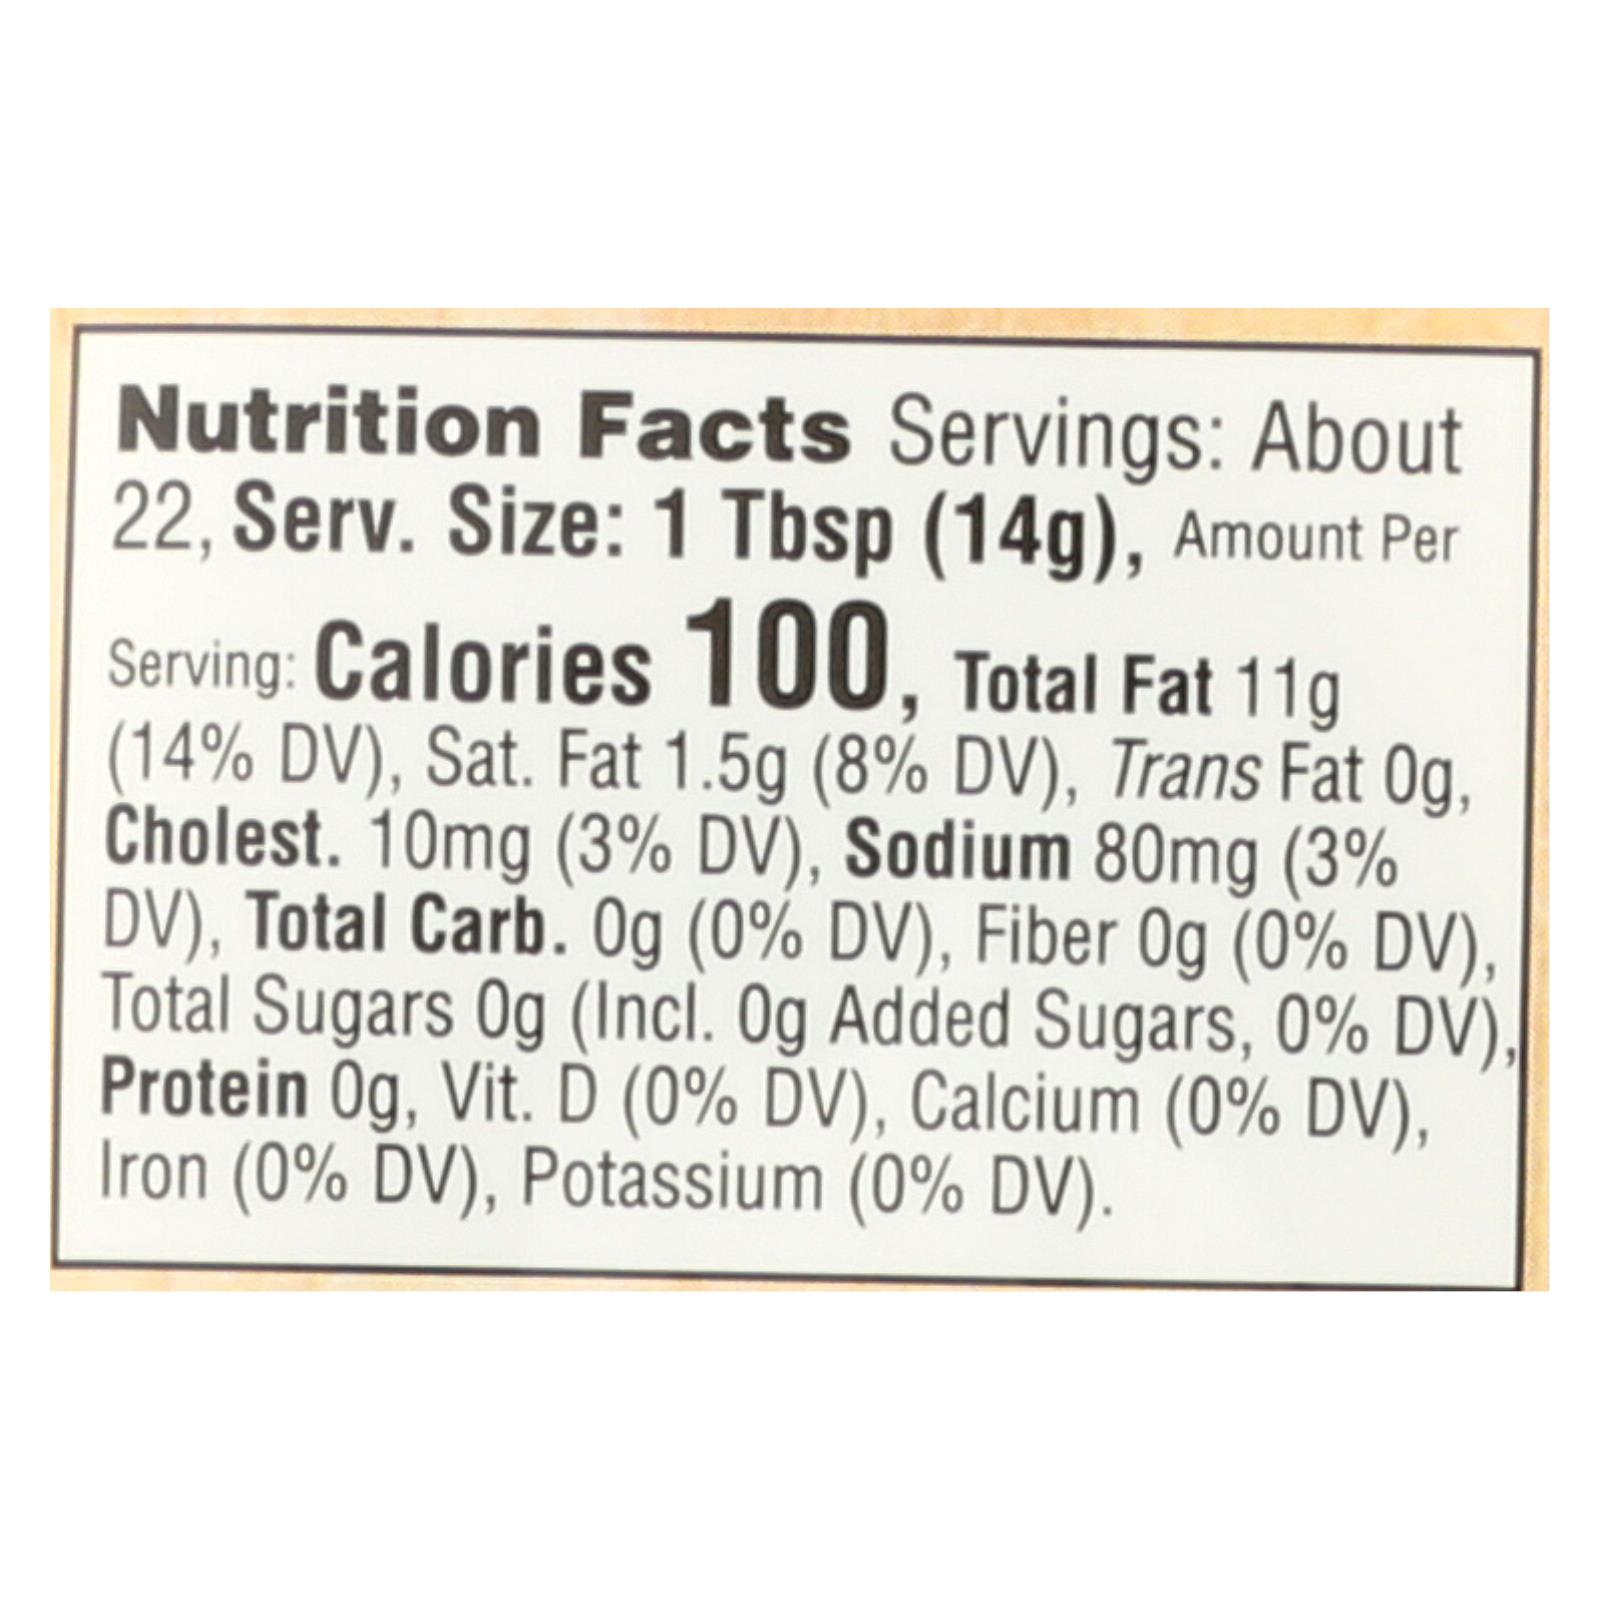 Nutrition Facts Servings: About
22, Serv. Size: 1 Tbsp (14g), Amount Per
Serving: Calories 100, Total Fat 11g
(14% DV), Sat. Fat 1.5g (8% DV), Trans Fat 0g,
Cholest. 10mg (3% DV), Sodium 80mg (3%
DV), Total Carb. 0g (0% DV), Fiber 0g (0% DV),
Total Sugars 0g (Incl. 0g Added Sugars, 0% DV),
Protein 0g, Vit. D (0% DV), Calcium (0% DV),
Iron (0% DV), Potassium (0% DV).